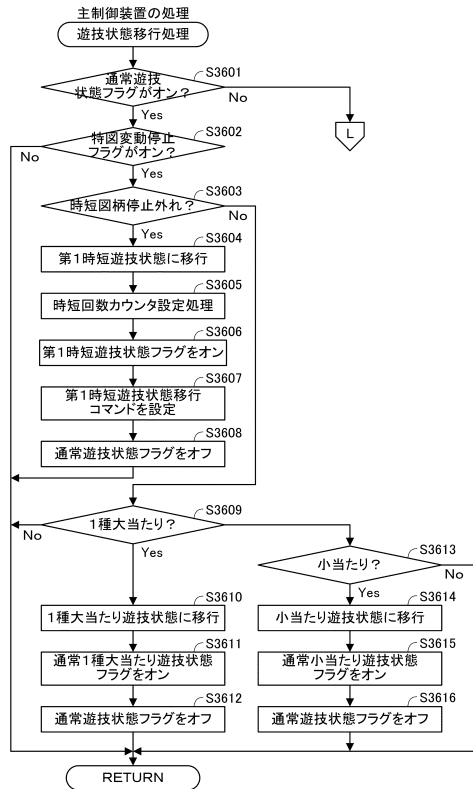 主制御装置の処理
遊技状態移行処理
S3601
通常遊技
状態フラグがオン？
No
Yes
L
S3602
特図変動停止
フラグがオン？
No
Yes
S3603
時短図柄停止外れ？
No
Yes
S3604
第1時短遊技状態に移行
S3605
時短回数カウンタ設定処理
S3606
第1時短遊技状態フラグをオン
S3607
第1時短遊技状態移行
コマンドを設定
S3608
通常遊技状態フラグをオフ
S3609
1種大当たり？
No
Yes
S3613
小当たり？
No
Yes
S3610
1種大当たり遊技状態に移行
S3614
小当たり遊技状態に移行
S3611
通常1種大当たり遊技状態
フラグをオン
S3615
通常小当たり遊技状態
フラグをオン
S3612
通常遊技状態フラグをオフ
S3616
通常遊技状態フラグをオフ
RETURN